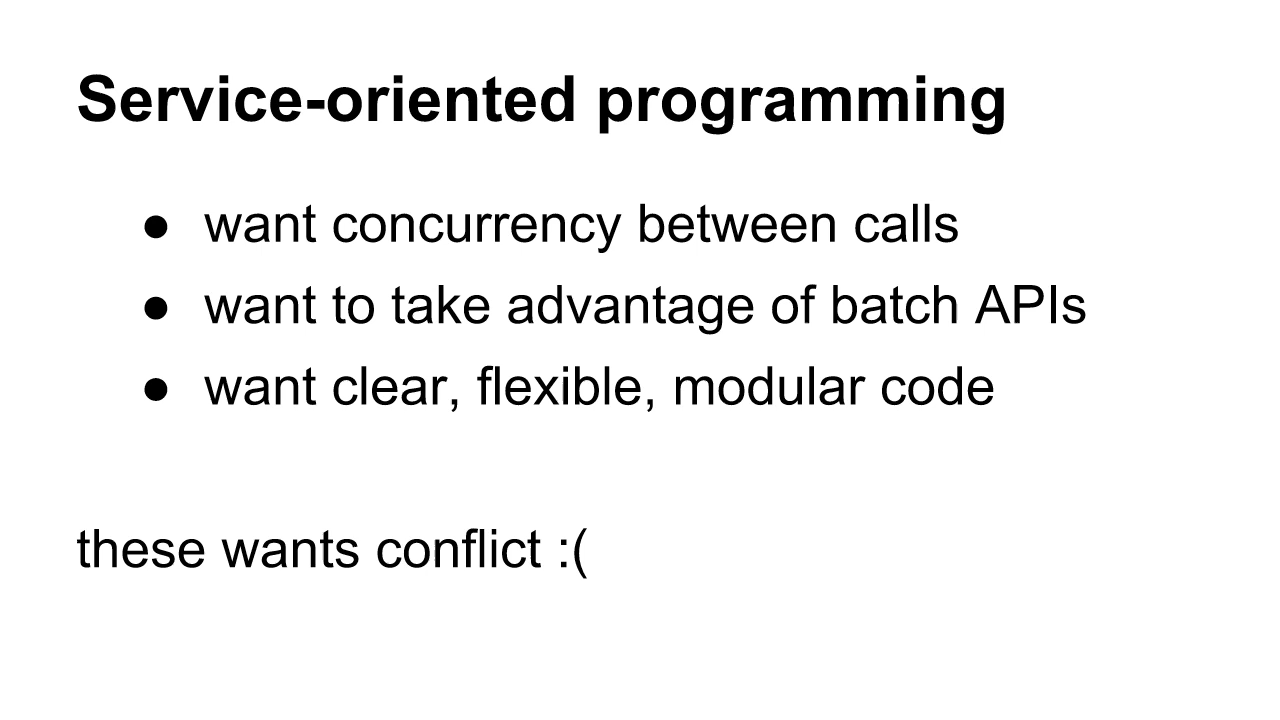 Service-oriented programming
● want concurrency between calls
● want to take advantage of batch APIs
● want clear, flexible, modular code
these wants conflict :(